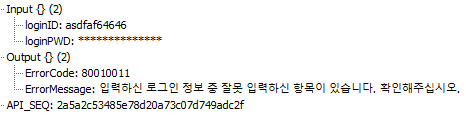 Input {} (2)
loginID: asdfaf64646
loginPWD: **************
Output {} (2)
ErrorCode: 80010011
ErrorMessage: 입력하신 로그인 정보 중 잘못 입력하신 항목이 있습니다. 확인해주십시오.
API_SEQ: 2a5a2c53485e78d20a73c07d749adc2f